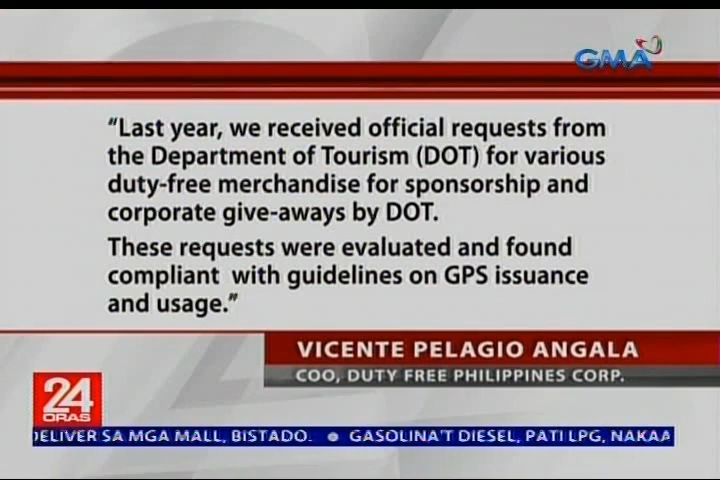 GMA
"Last year, we received official requests from
the Department of Tourism (DOT) for various
duty-free merchandise for sponsorship and
corporate give-aways by DOT.
These requests were evaluated and found
compliant with guidelines on GPS issuance
and usage."
VICENTE PELAGIO ANGALA
COO, DUTY FREE PHILIPPINES CORP.
24
ORAS
DELIVER SA MGA MALL, BISTADO. GASOLINA'T DIESEL, PATI LPG, NAKAA